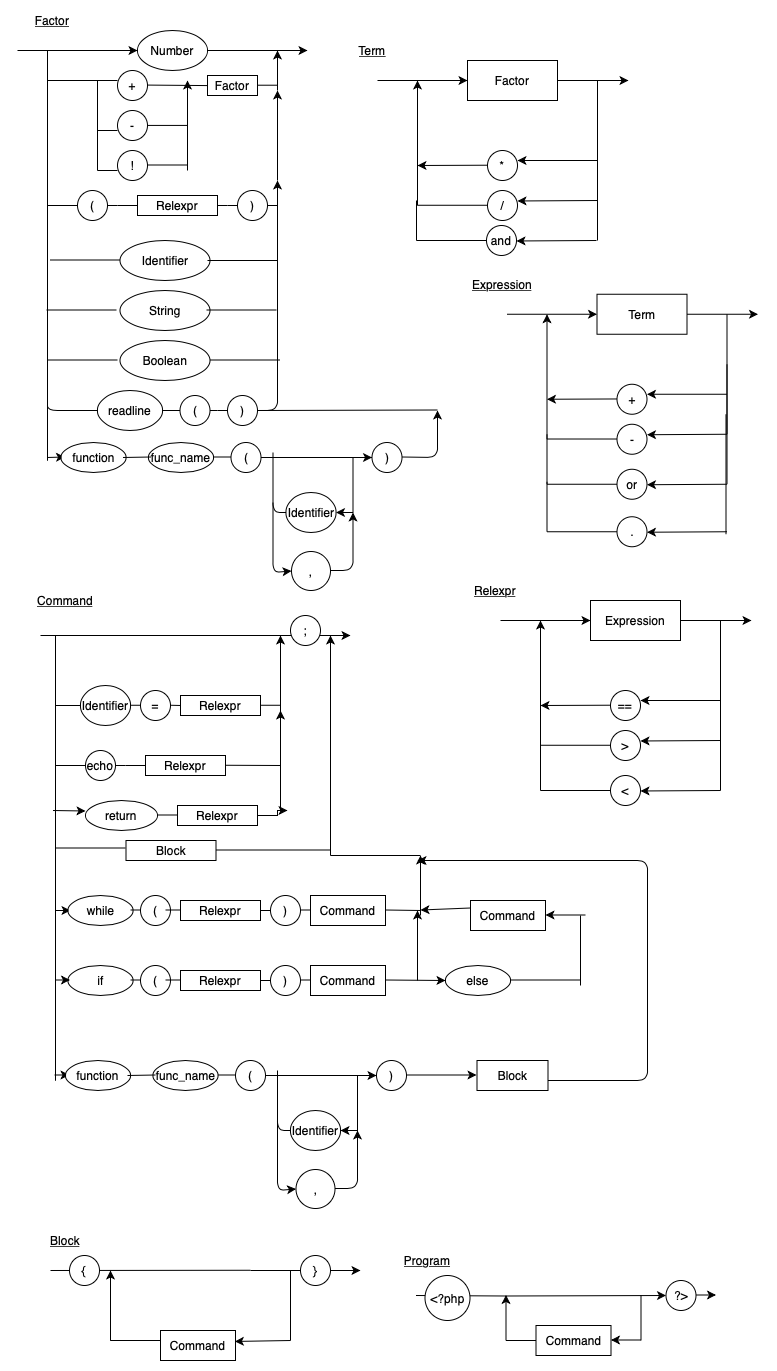 Factor
Number
+
Factor
-
!
( Relexpr )
Identifier
String
Boolean
readline ( )
function func_name ( )
Identifier
,
Term
Factor
*
/
and
Expression
Term
+
-
or
.
Command
;
Identifier = Relexpr
echo Relexpr
return Relexpr
Block
while ( Relexpr ) Command
Command
if ( Relexpr ) Command else
function func_name ( ) Block
Identifier
,
Relexpr
Expression
==
>
<
Block
{ }
Command
Program
<?php ?>
Command